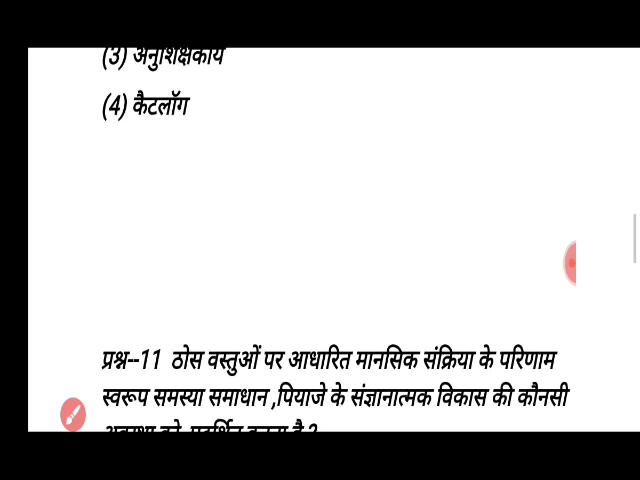 (3) अनुशिक्षकीय
(4) कैटलॉग
प्रश्न--11 ठोस वस्तुओं पर आधारित मानसिक संक्रिया के परिणाम
स्वरूप समस्या समाधान ,पियाजे के संज्ञानात्मक विकास की कौनसी